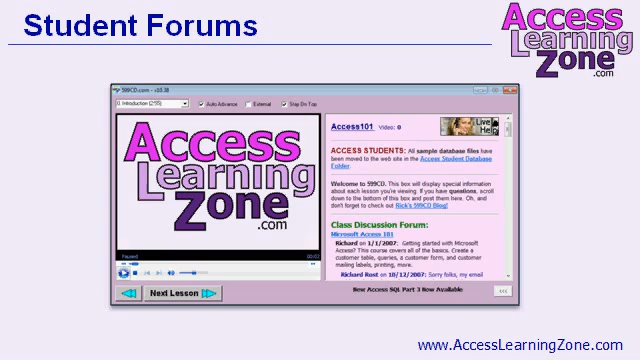 Student Forums
Access
Learning
Zone
.com
599CD.com - v10.38
0. Introduction (2:55)
Auto Advance
External
Stay On Top
Access
Learning
Zone
.com
Paused
00:03
Next Lesson
Access101 Video: 0
Live
Help
ACCESS STUDENTS: All sample database files have
been moved to the web site in the Access Student Database
Folder.
Welcome to 599CD. This box will display special information
about each lesson you're viewing. If you have questions, scroll
down to the bottom of this box and post them here. Oh, and
don't forget to check out Rick's 599CD Blog!
Class Discussion Forum:
Microsoft Access 101
Richard on 1/1/2007: Getting started with Microsoft
Access? This course covers all of the basics. Create a
customer table, queries, a customer form, and customer
mailing labels, printing, more.
Richard Rost on 10/12/2007: Sorry folks, my email
New Access SQL Part 3 Now Available
<<<
www.AccessLearningZone.com